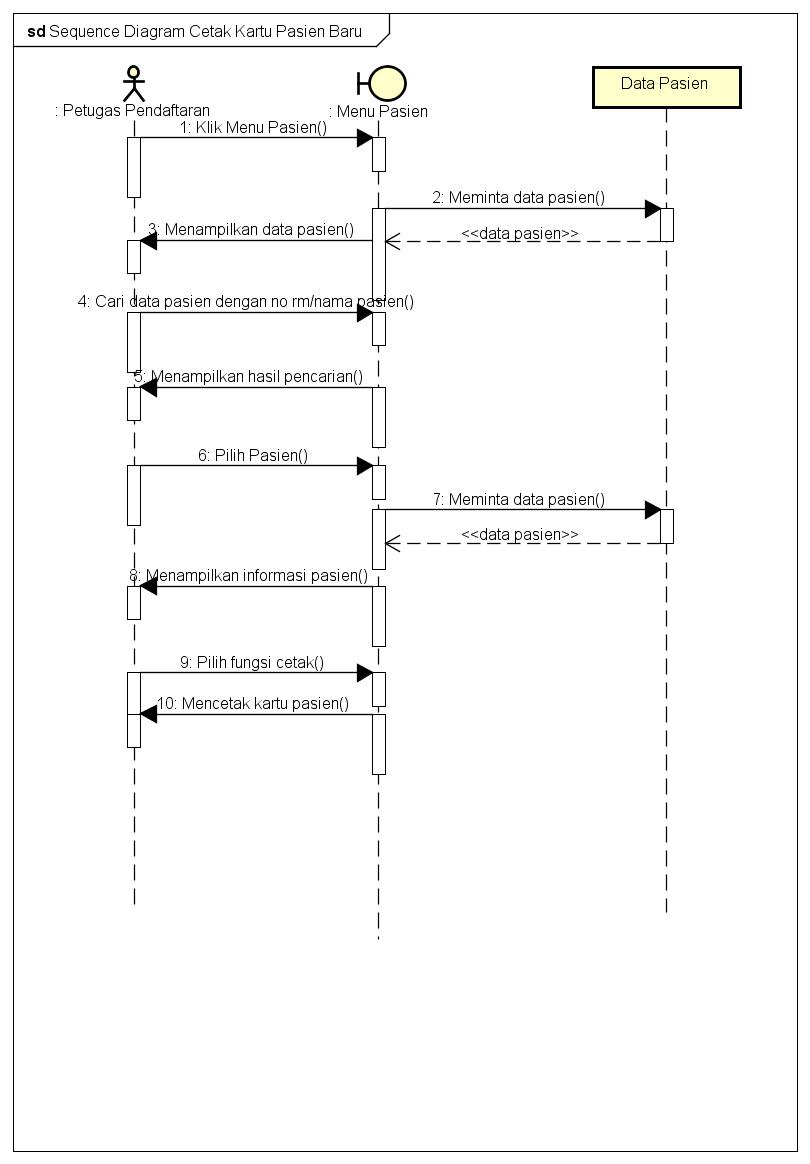 sd Sequence Diagram Cetak Kartu Pasien Baru
: Petugas Pendaftaran
: Menu Pasien
Data Pasien
1: Klik Menu Pasien()
2: Meminta data pasien()
3: Menampilkan data pasien()
<<data pasien>>
4: Cari data pasien dengan no rm/nama pasien()
5: Menampilkan hasil pencarian()
6: Pilih Pasien()
7: Meminta data pasien()
<<data pasien>>
8: Menampilkan informasi pasien()
9: Pilih fungsi cetak()
10: Mencetak kartu pasien()